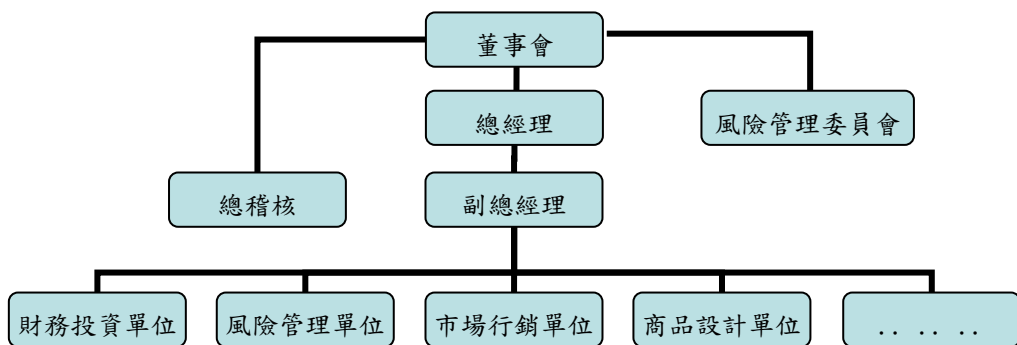 董事會
總經理
風險管理委員會
總稽核
副總經理
財務投資單位
風險管理單位
市場行銷單位
商品設計單位
.. .. ..